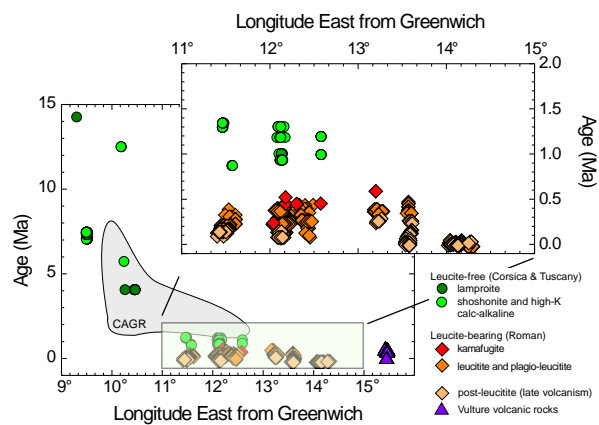 Longitude East from Greenwich
11° 12° 13° 14° 15°
2.0
1.5
1.0
0.5
0.0
Age (Ma)
15
10
5
0
Age (Ma)
CAGR
9° 10° 11° 12° 13° 14° 15°
Longitude East from Greenwich
Leucite-free (Corsica & Tuscany)
lamproite
shoshonite and high-K
calc-alkaline
Leucite-bearing (Roman)
kamafugite
leucitite and plagio-leucitite
post-leucitite (late volcanism)
Vulture volcanic rocks